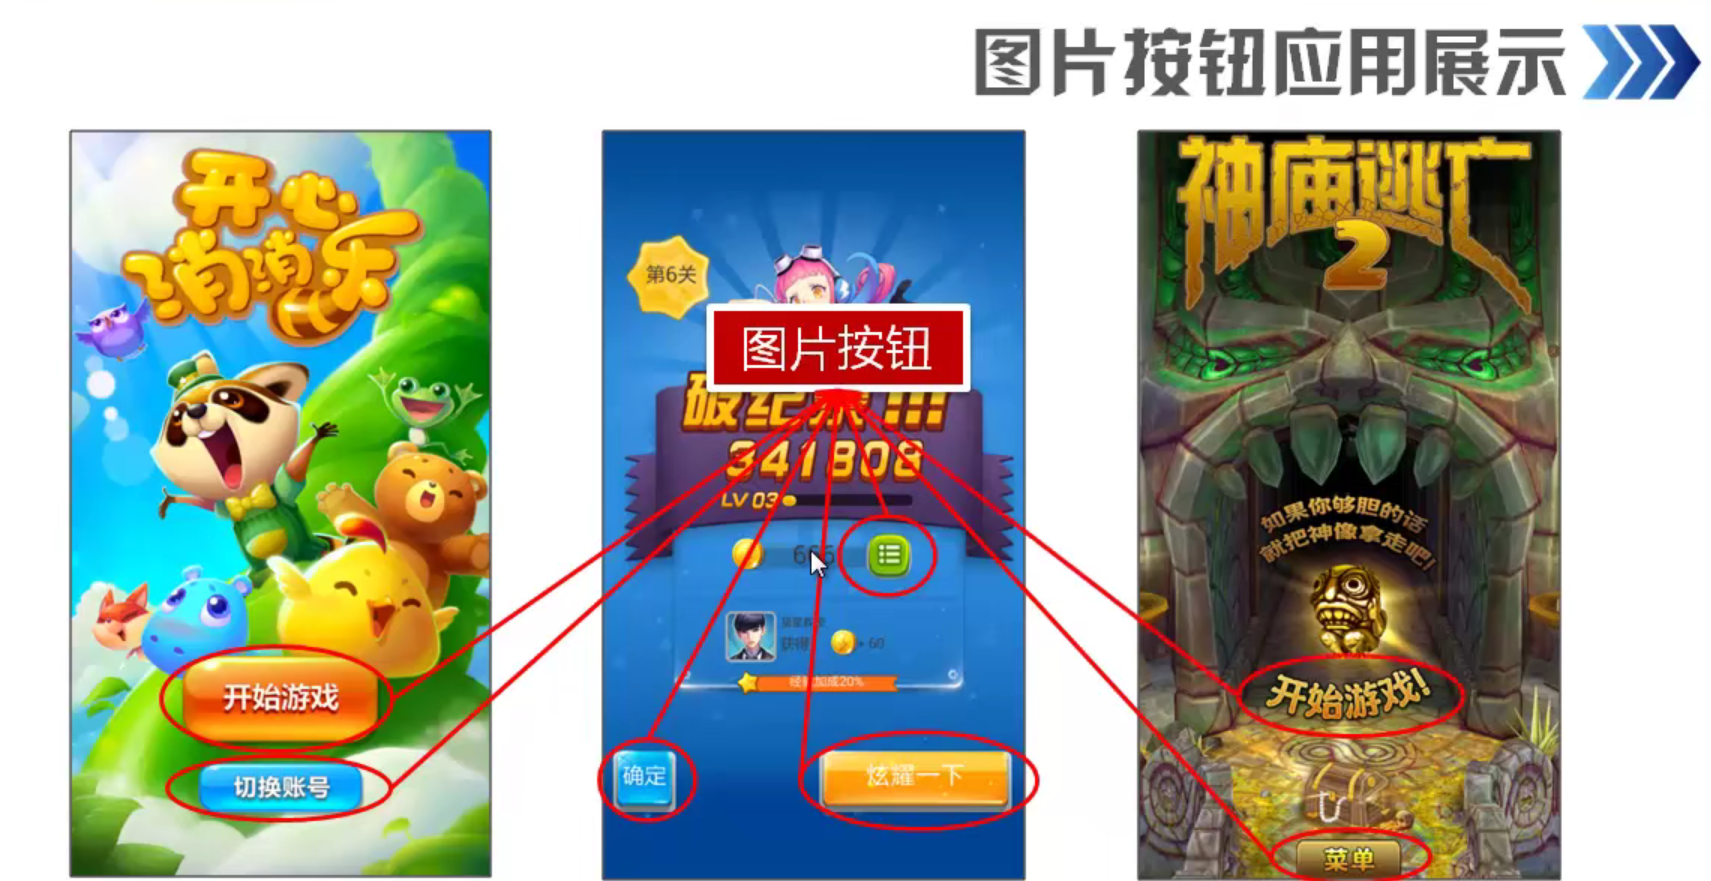 图片按钮应用展示
开心
消消乐
开始游戏
切换账号
第6关
图片按钮
破纪录!!!
341808
LV 03
666
获得
+60
经验加成20%
确定
炫耀一下
神庙逃亡
2
如果你够胆的话
就把神像拿走吧!
开始游戏!
菜单